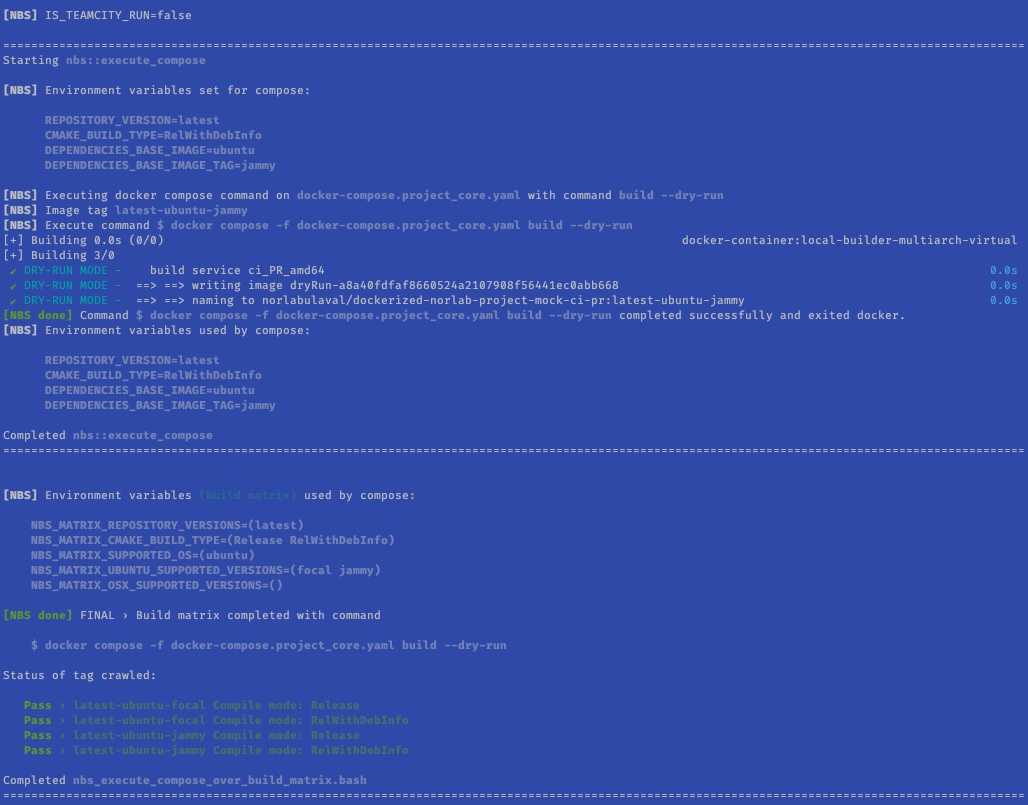 [NBS] IS_TEAMCITY_RUN=false
==================================================================================================================================================
Starting nbs::execute_compose
[NBS] Environment variables set for compose:
REPOSITORY_VERSION=latest
CMAKE_BUILD_TYPE=RelWithDebInfo
DEPENDENCIES_BASE_IMAGE=ubuntu
DEPENDENCIES_BASE_IMAGE_TAG=jammy
[NBS] Executing docker compose command on docker-compose.project_core.yaml with command build --dry-run
[NBS] Image tag latest-ubuntu-jammy
[NBS] Execute command $ docker compose -f docker-compose.project_core.yaml build --dry-run
[+] Building 0.0s (0/0) docker-container:local-builder-multiarch-virtual
[+] Building 3/0
✔ DRY-RUN MODE - build service ci_PR_amd64 0.0s
✔ DRY-RUN MODE - ==> ==> writing image dryRun-a8a40fdfaf8660524a2107908f56441ec0abb668 0.0s
✔ DRY-RUN MODE - ==> ==> naming to norlabulaval/dockerized-norlab-project-mock-ci-pr:latest-ubuntu-jammy 0.0s
[NBS done] Command $ docker compose -f docker-compose.project_core.yaml build --dry-run completed successfully and exited docker.
[NBS] Environment variables used by compose:
REPOSITORY_VERSION=latest
CMAKE_BUILD_TYPE=RelWithDebInfo
DEPENDENCIES_BASE_IMAGE=ubuntu
DEPENDENCIES_BASE_IMAGE_TAG=jammy
Completed nbs::execute_compose
==================================================================================================================================================
[NBS] Environment variables (build matrix) used by compose:
NBS_MATRIX_REPOSITORY_VERSIONS=(latest)
NBS_MATRIX_CMAKE_BUILD_TYPE=(Release RelWithDebInfo)
NBS_MATRIX_SUPPORTED_OS=(ubuntu)
NBS_MATRIX_UBUNTU_SUPPORTED_VERSIONS=(focal jammy)
NBS_MATRIX_OSX_SUPPORTED_VERSIONS=()
[NBS done] FINAL › Build matrix completed with command
$ docker compose -f docker-compose.project_core.yaml build --dry-run
Status of tag crawled:
Pass › latest-ubuntu-focal Compile mode: Release
Pass › latest-ubuntu-focal Compile mode: RelWithDebInfo
Pass › latest-ubuntu-jammy Compile mode: Release
Pass › latest-ubuntu-jammy Compile mode: RelWithDebInfo
Completed nbs_execute_compose_over_build_matrix.bash
==================================================================================================================================================